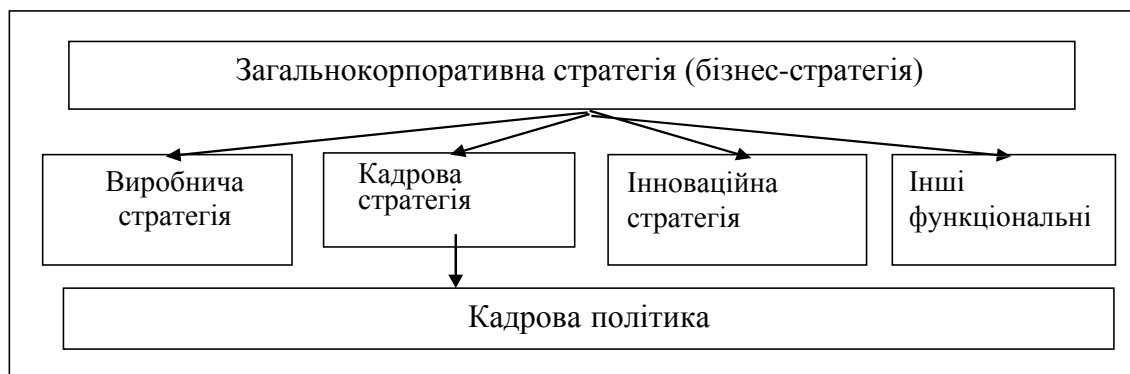 Загальнокорпоративна стратегія (бізнес-стратегія)
Виробнича
стратегія
Кадрова
стратегія
Інноваційна
стратегія
Інші
функціональні
Кадрова політика